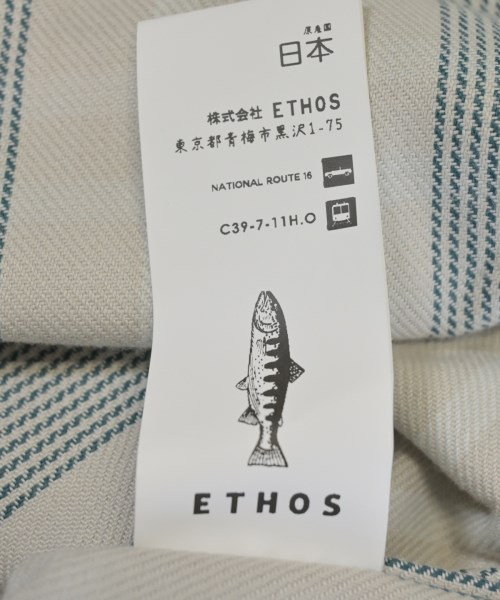 原産国
日本
株式会社 ETHOS
東京都青梅市黒沢1-75
NATIONAL ROUTE 16
C39-7-11H.O
ETHOS